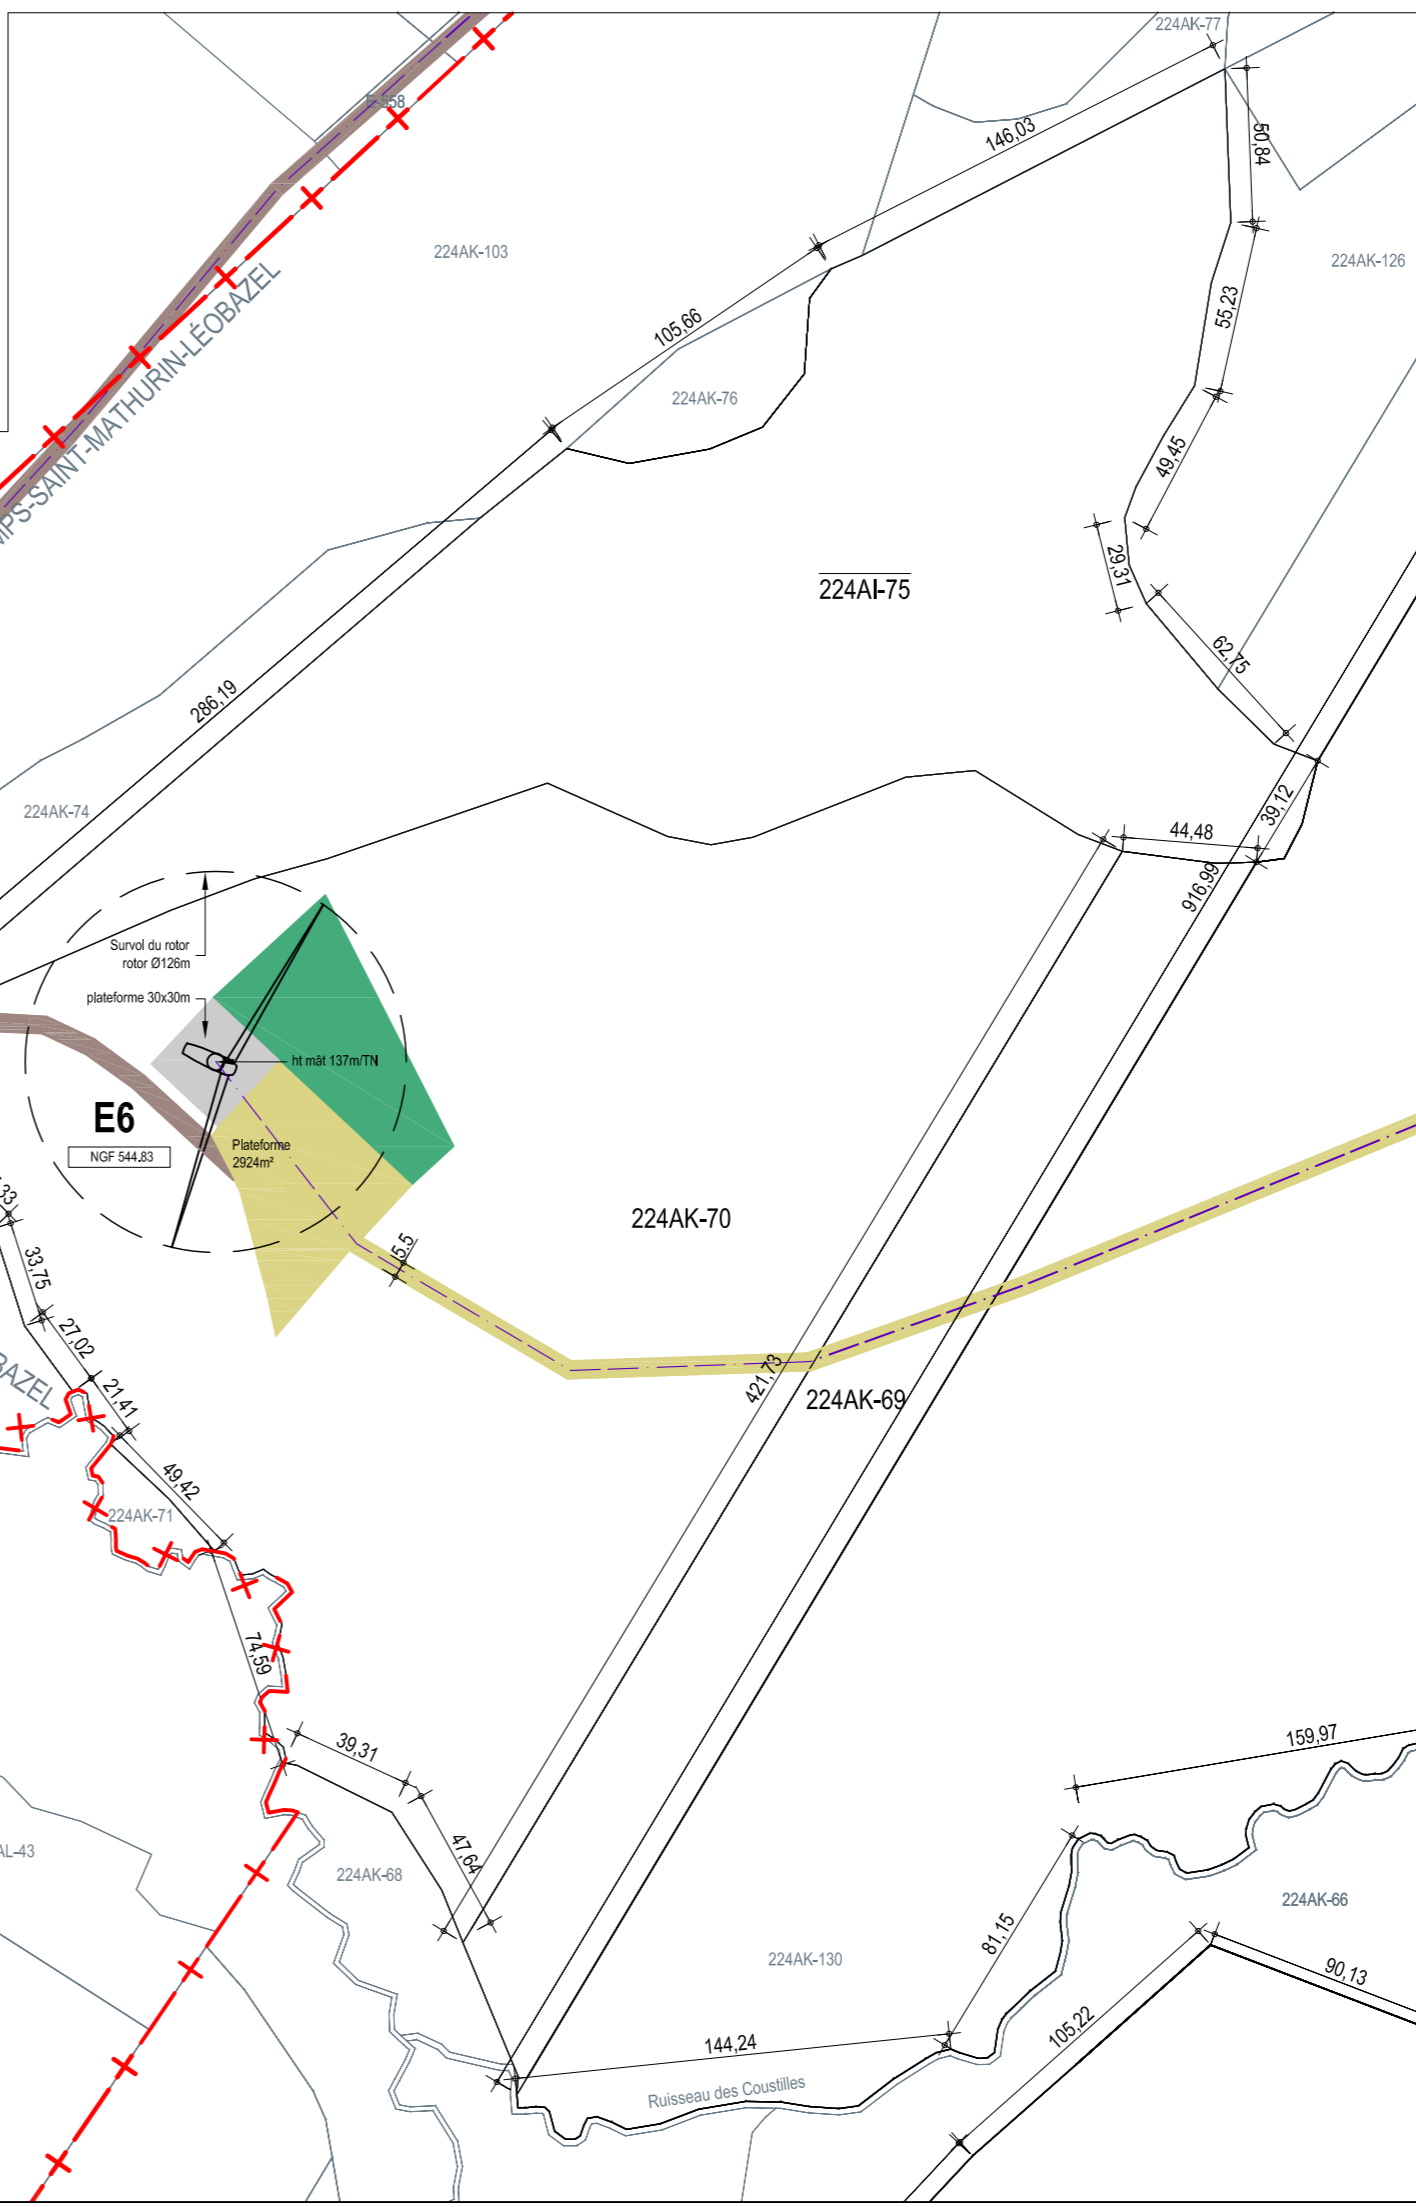 224AK-77
146,03
50,84
224AK-103
224AK-126
55,23
105,66
224AK-76
49,45
MPS-SAINT-MATHURIN-LÉOBAZEL
29,31
224AI-75
62,75
286,19
224AK-74
39,12
44,48
916,99
Survol du rotor
rotor Ø126m
plateforme 30x30m
ht mât 137m/TN
E6
NGF 544.83
Plateforme
2924m²
224AK-70
5.5
33
33,75
27,02
421,73
BAZEL
21,41
224AK-69
49,42
224AK-71
74,59
39,31
159,97
47,64
AL-43
224AK-68
224AK-66
81,15
224AK-130
90,13
105,22
144,24
Ruisseau des Coustilles